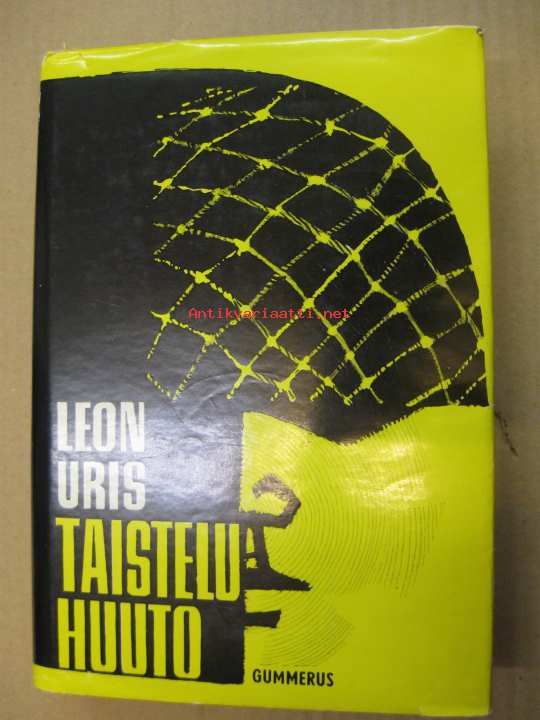 Antikvariaatti.net
LEON
URIS
TAISTELU
HUUTO
GUMMERUS